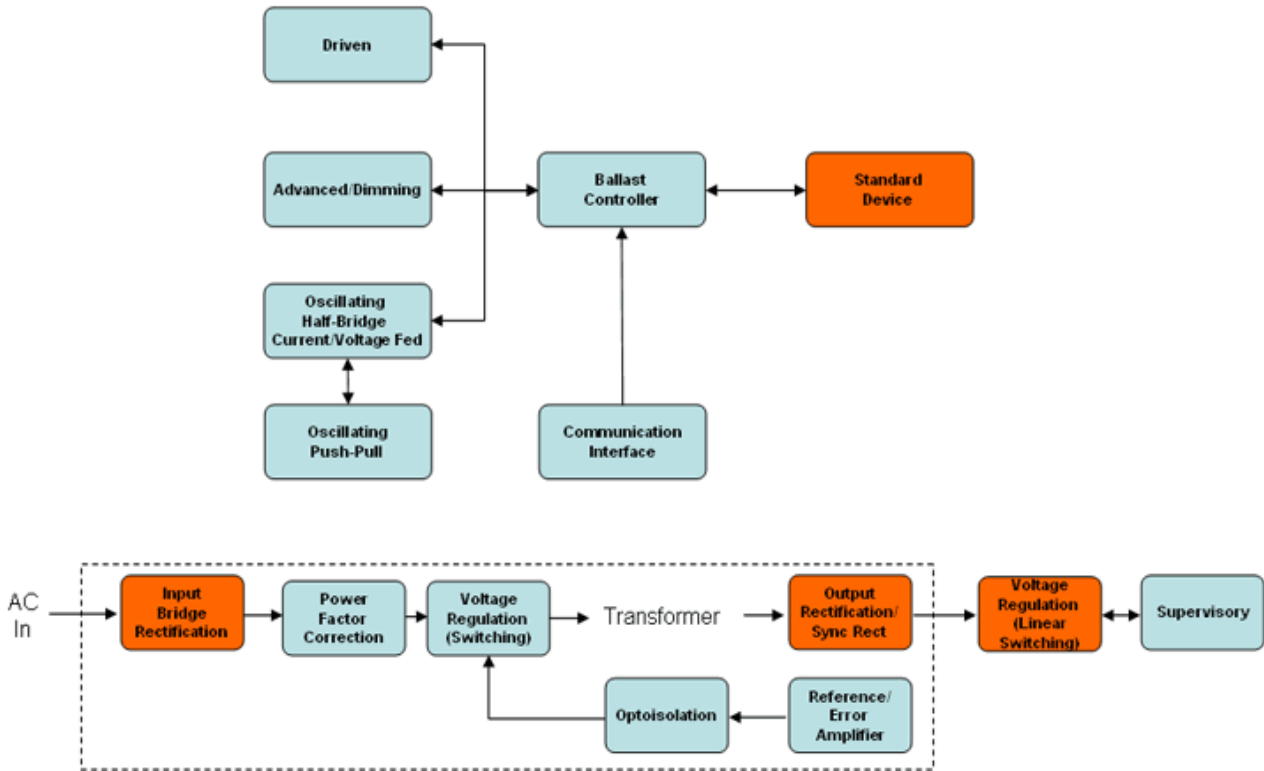 Driven
Advanced/Dimming
Ballast
Controller
Standard
Device
Oscillating
Half-Bridge
Current/Voltage Fed
Oscillating
Push-Pull
Communication
Interface
AC
In
Input
Bridge
Rectification
Power
Factor
Correction
Voltage
Regulation
(Switching)
Transformer
Output
Rectification/
Sync Rect
Voltage
Regulation
(Linear
Switching)
Supervisory
Optoisolation
Reference/
Error
Amplifier